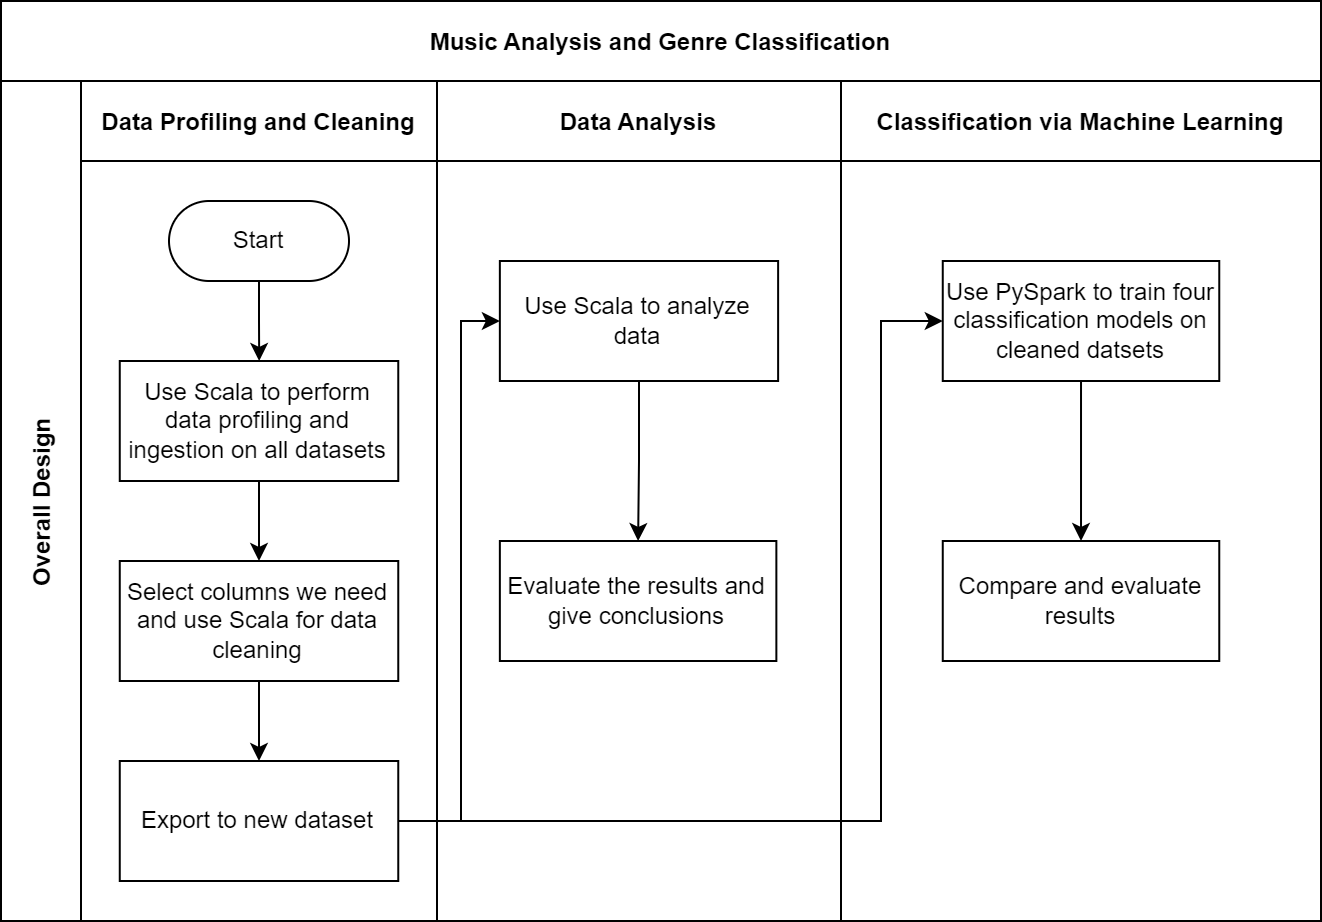 Music Analysis and Genre Classification
Overall Design
Data Profiling and Cleaning
Start
Use Scala to perform
data profiling and
ingestion on all datasets
Select columns we need
and use Scala for data
cleaning
Export to new dataset
Data Analysis
Use Scala to analyze
data
Evaluate the results and
give conclusions
Classification via Machine Learning
Use PySpark to train four
classification models on
cleaned datsets
Compare and evaluate
results